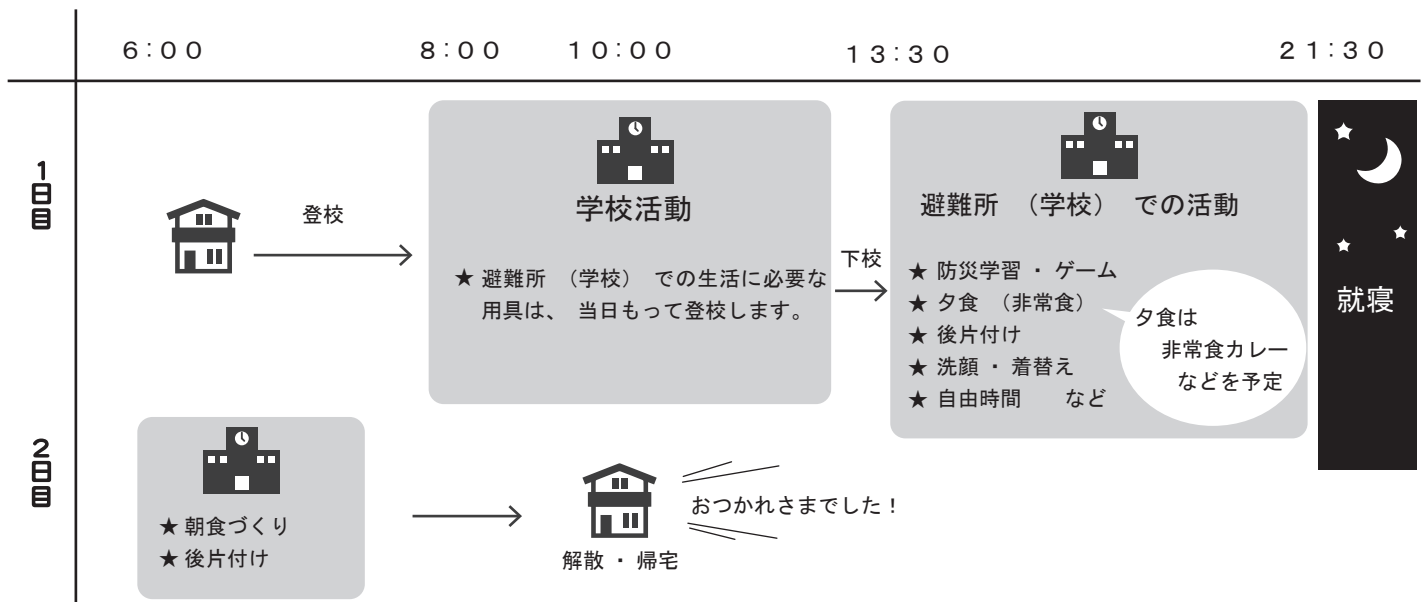 6:00 8:00 10:00 13:30 21:30
1日目
登校
学校活動
★ 避難所 （学校） での生活に必要な
用具は、 当日もって登校します。
下校
避難所 （学校） での活動
★ 防災学習 ・ ゲーム
★ 夕食 （非常食）
★ 後片付け
★ 洗顔 ・ 着替え
★ 自由時間 など
夕食は
非常食カレー
などを予定
就寝
2日目
★ 朝食づくり
★ 後片付け
解散 ・ 帰宅
おつかれさまでした！